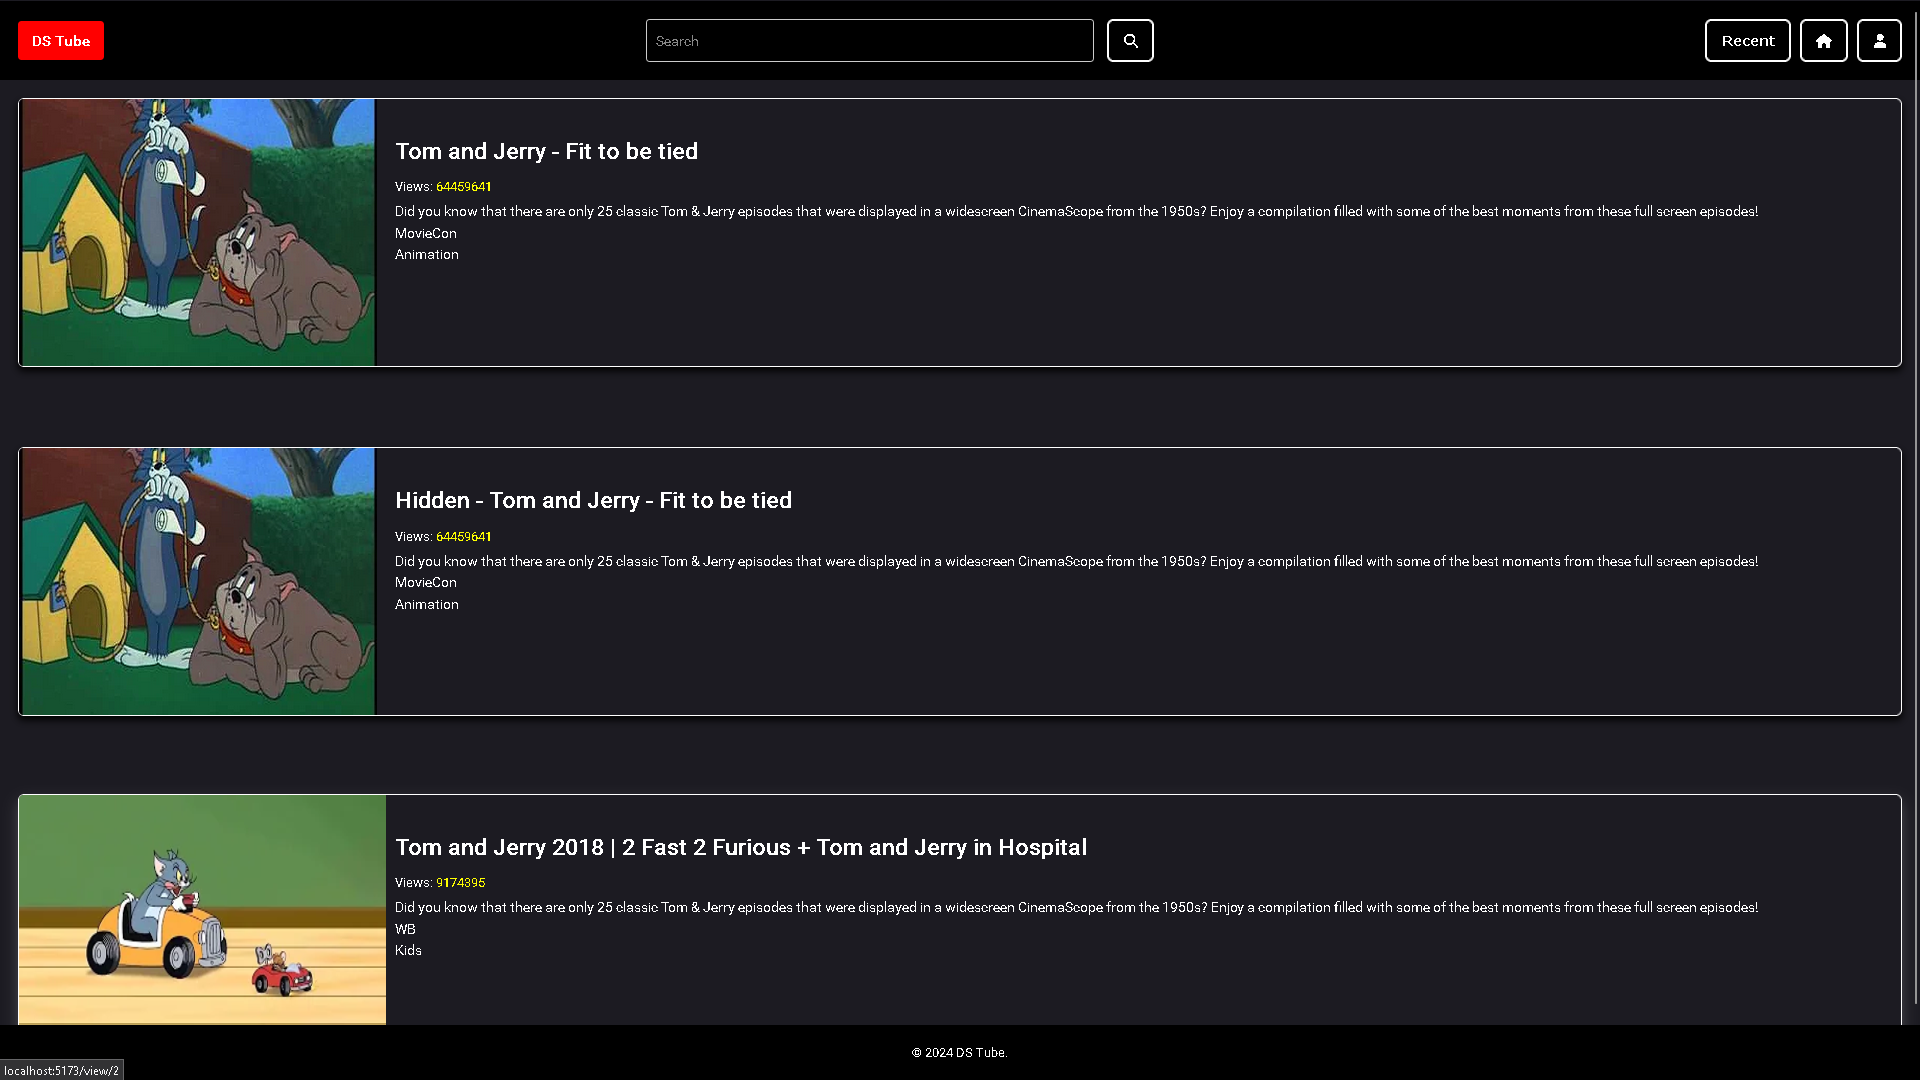 DS Tube
Search
Recent
Tom and Jerry - Fit to be tied
Views: 64459641
Did you know that there are only 25 classic Tom & Jerry episodes that were displayed in a widescreen CinemaScope from the 1950s? Enjoy a compilation filled with some of the best moments from these full screen episodes!
MovieCon
Animation
Hidden - Tom and Jerry - Fit to be tied
Views: 64459641
Did you know that there are only 25 classic Tom & Jerry episodes that were displayed in a widescreen CinemaScope from the 1950s? Enjoy a compilation filled with some of the best moments from these full screen episodes!
MovieCon
Animation
Tom and Jerry 2018 | 2 Fast 2 Furious + Tom and Jerry in Hospital
Views: 9174395
Did you know that there are only 25 classic Tom & Jerry episodes that were displayed in a widescreen CinemaScope from the 1950s? Enjoy a compilation filled with some of the best moments from these full screen episodes!
WB
Kids
© 2024 DS Tube.
localhost:5173/view/2